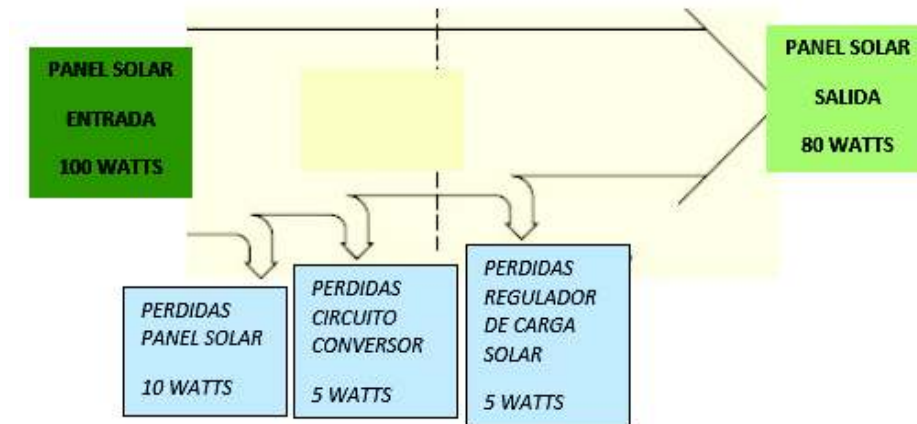 PANEL SOLAR
ENTRADA
100 WATTS
PANEL SOLAR
SALIDA
80 WATTS
PERDIDAS
PANEL SOLAR
10 WATTS
PERDIDAS
CIRCUITO
CONVERSOR
5 WATTS
PERDIDAS
REGULADOR
DE CARGA
SOLAR
5 WATTS